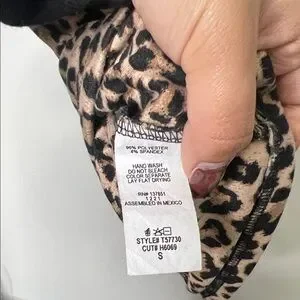 96% POLYESTER
4% SPANDEX
HAND WASH
DO NOT BLEACH
COLOR SEPARATE
LAY FLAT DRYING
RN# 137851
1221
ASSEMBLED IN MEXICO
STYLE# T57730
CUT# H6069
S